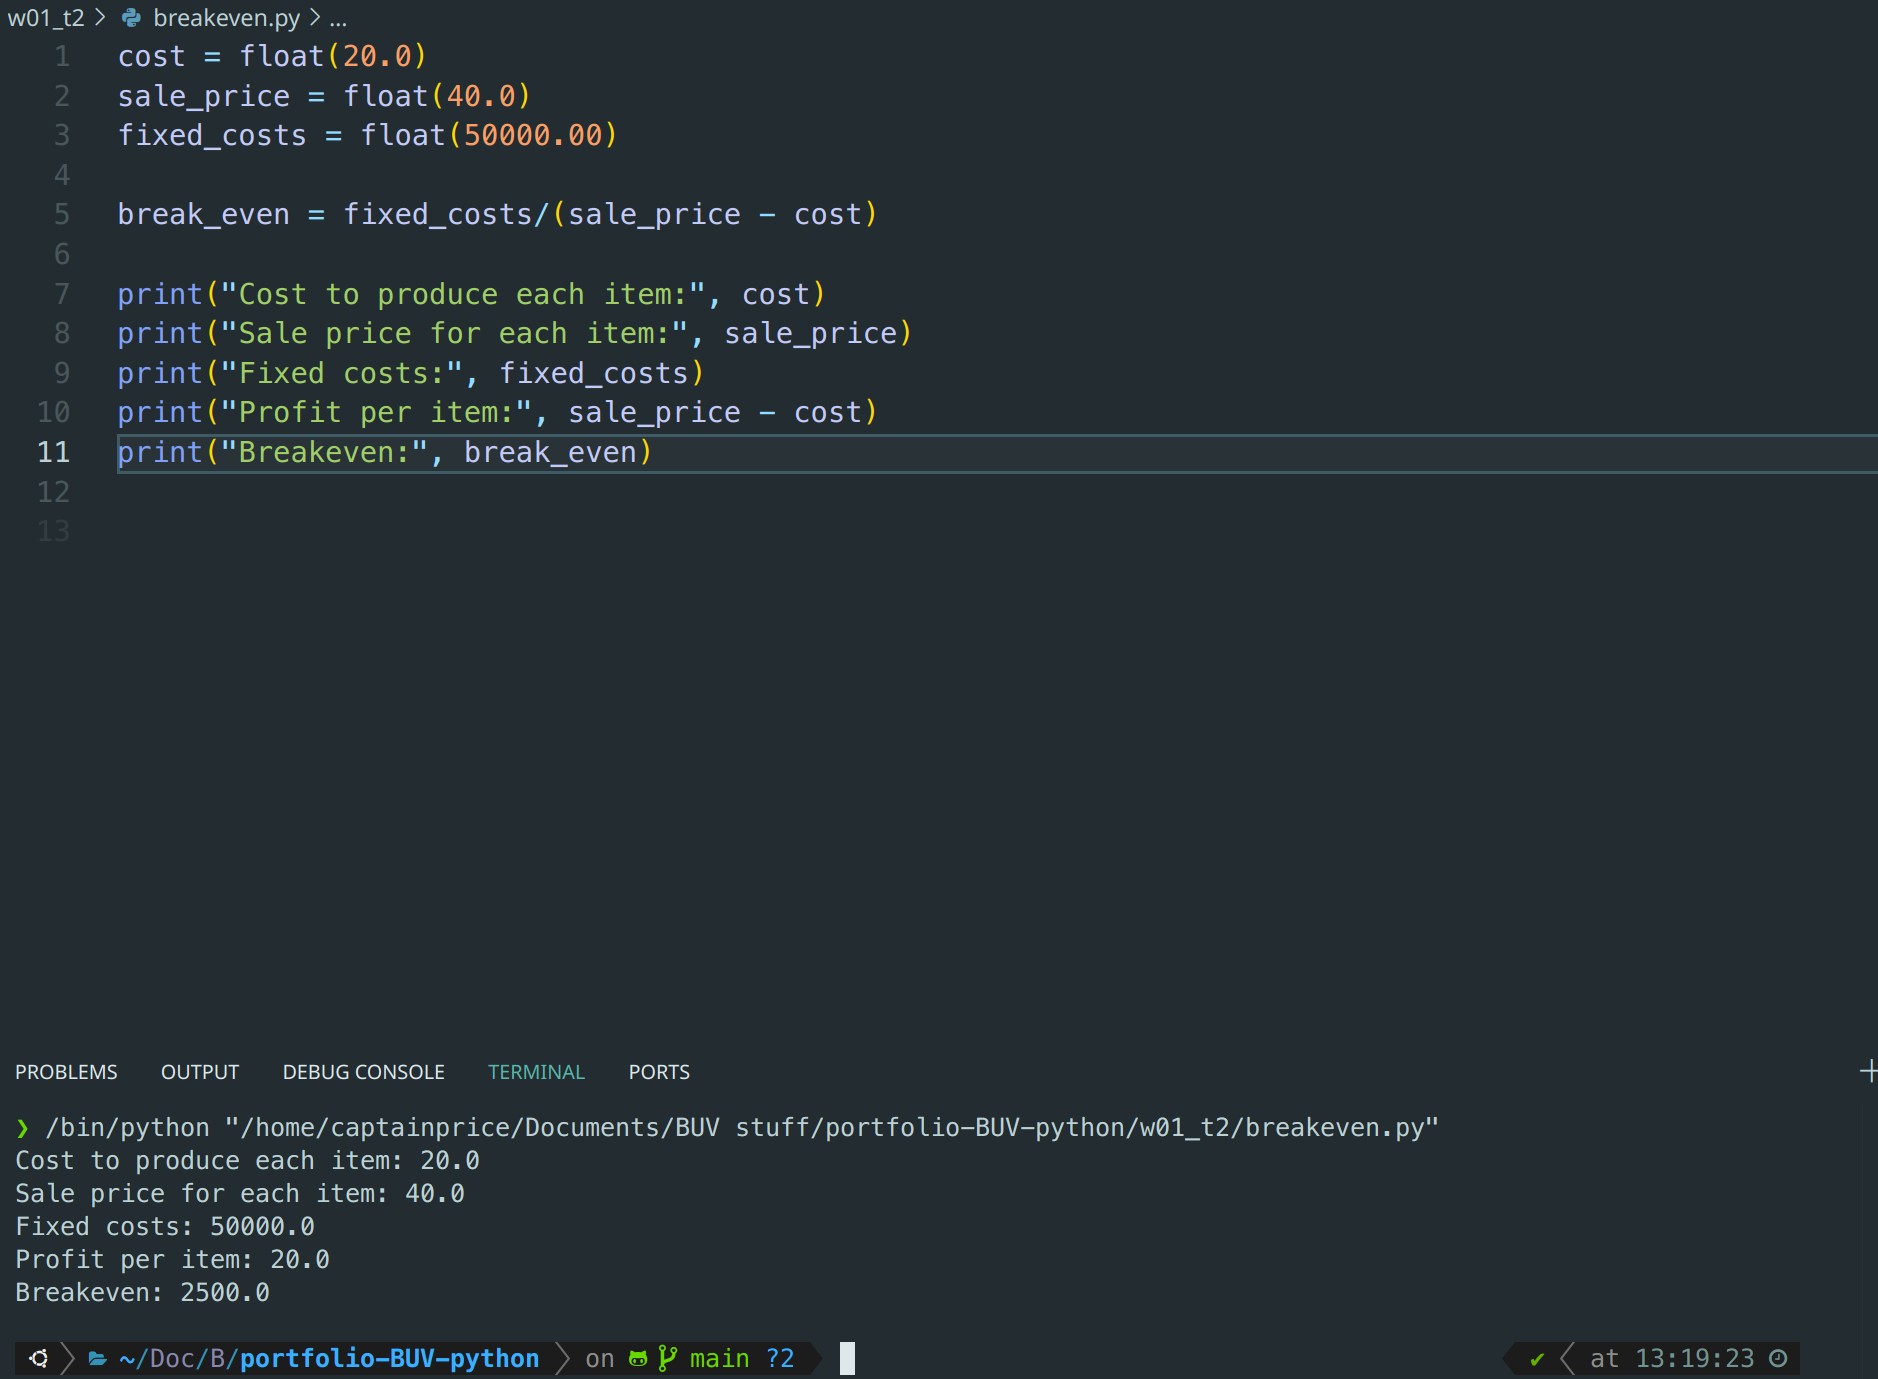 w01_t2 > breakeven.py > ...
1 cost = float(20.0)
2 sale_price = float(40.0)
3 fixed_costs = float(50000.00)
4
5 break_even = fixed_costs/(sale_price - cost)
6
7 print("Cost to produce each item:", cost)
8 print("Sale price for each item:", sale_price)
9 print("Fixed costs:", fixed_costs)
10 print("Profit per item:", sale_price - cost)
11 print("Breakeven:", break_even)
12
13
PROBLEMS OUTPUT DEBUG CONSOLE TERMINAL PORTS
❯ /bin/python "/home/captainprice/Documents/BUV stuff/portfolio-BUV-python/w01_t2/breakeven.py"
Cost to produce each item: 20.0
Sale price for each item: 40.0
Fixed costs: 50000.0
Profit per item: 20.0
Breakeven: 2500.0
~/Doc/B/portfolio-BUV-python on main ?2 ✔ at 13:19:23